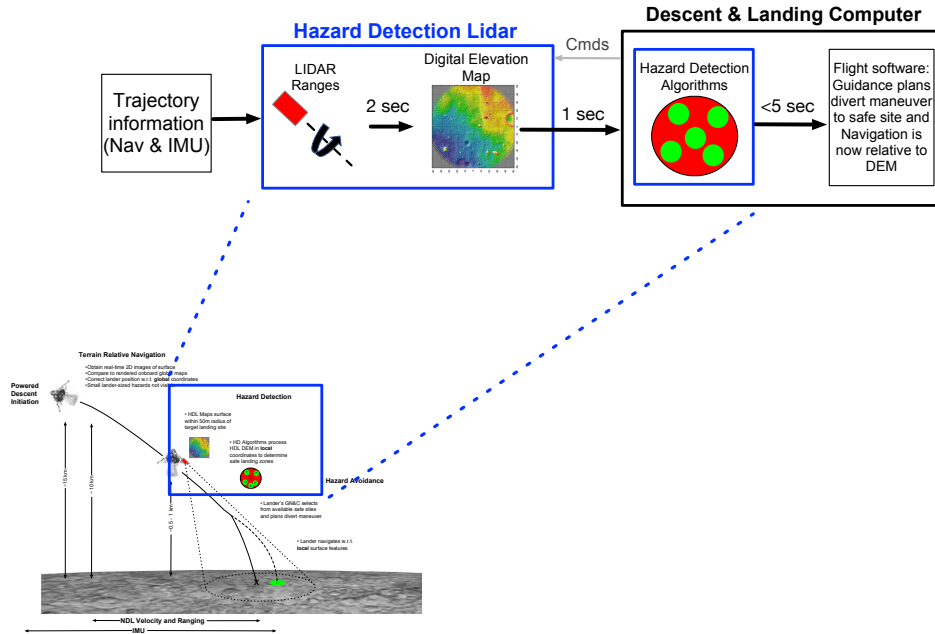 Descent & Landing Computer
Hazard Detection Lidar
Cmds
Trajectory
information
(Nav & IMU)
LIDAR
Ranges
2 sec
Digital Elevation
Map
1 sec
Hazard Detection
Algorithms
<5 sec
Flight software:
Guidance plans
divert maneuver
to safe site and
Navigation is
now relative to
DEM
Terrain Relative Navigation
•Obtain real-time 2D images of surface
•Compare to rendered onboard global maps
•Correct lander position w.r.t. global coordinates
•Small lander-sized hazards not
Powered
Descent
Initiation
Hazard Detection
• HDL Maps surface
within 50m radius of
target landing site
• HD Algorithms process
HDL DEM in local
coordinates to determine
safe landing zones
Hazard Avoidance
• Lander's GN&C selects
from available safe sites
and plans divert maneuver
• Lander navigates w.r.t.
local surface features
~15km
~10km
~0.5 - 1 km
NDL Velocity and Ranging
IMU